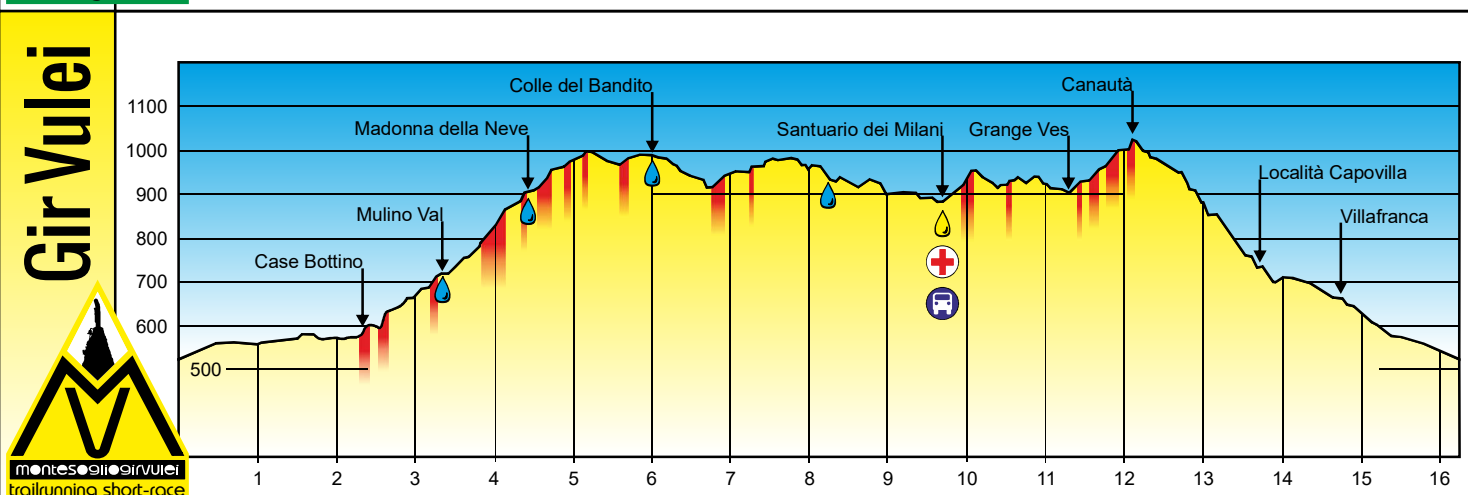 Gir Vulei
Colle del Bandito
Canautà
1100
Madonna della Neve
Santuario dei Milani
Grange Ves
1000
Località Capovilla
900
Mulino Val
Villafranca
800
Case Bottino
700
600
500
montesogliogirvulei
trailrunning short-race
1 2 3 4 5 6 7 8 9 10 11 12 13 14 15 16